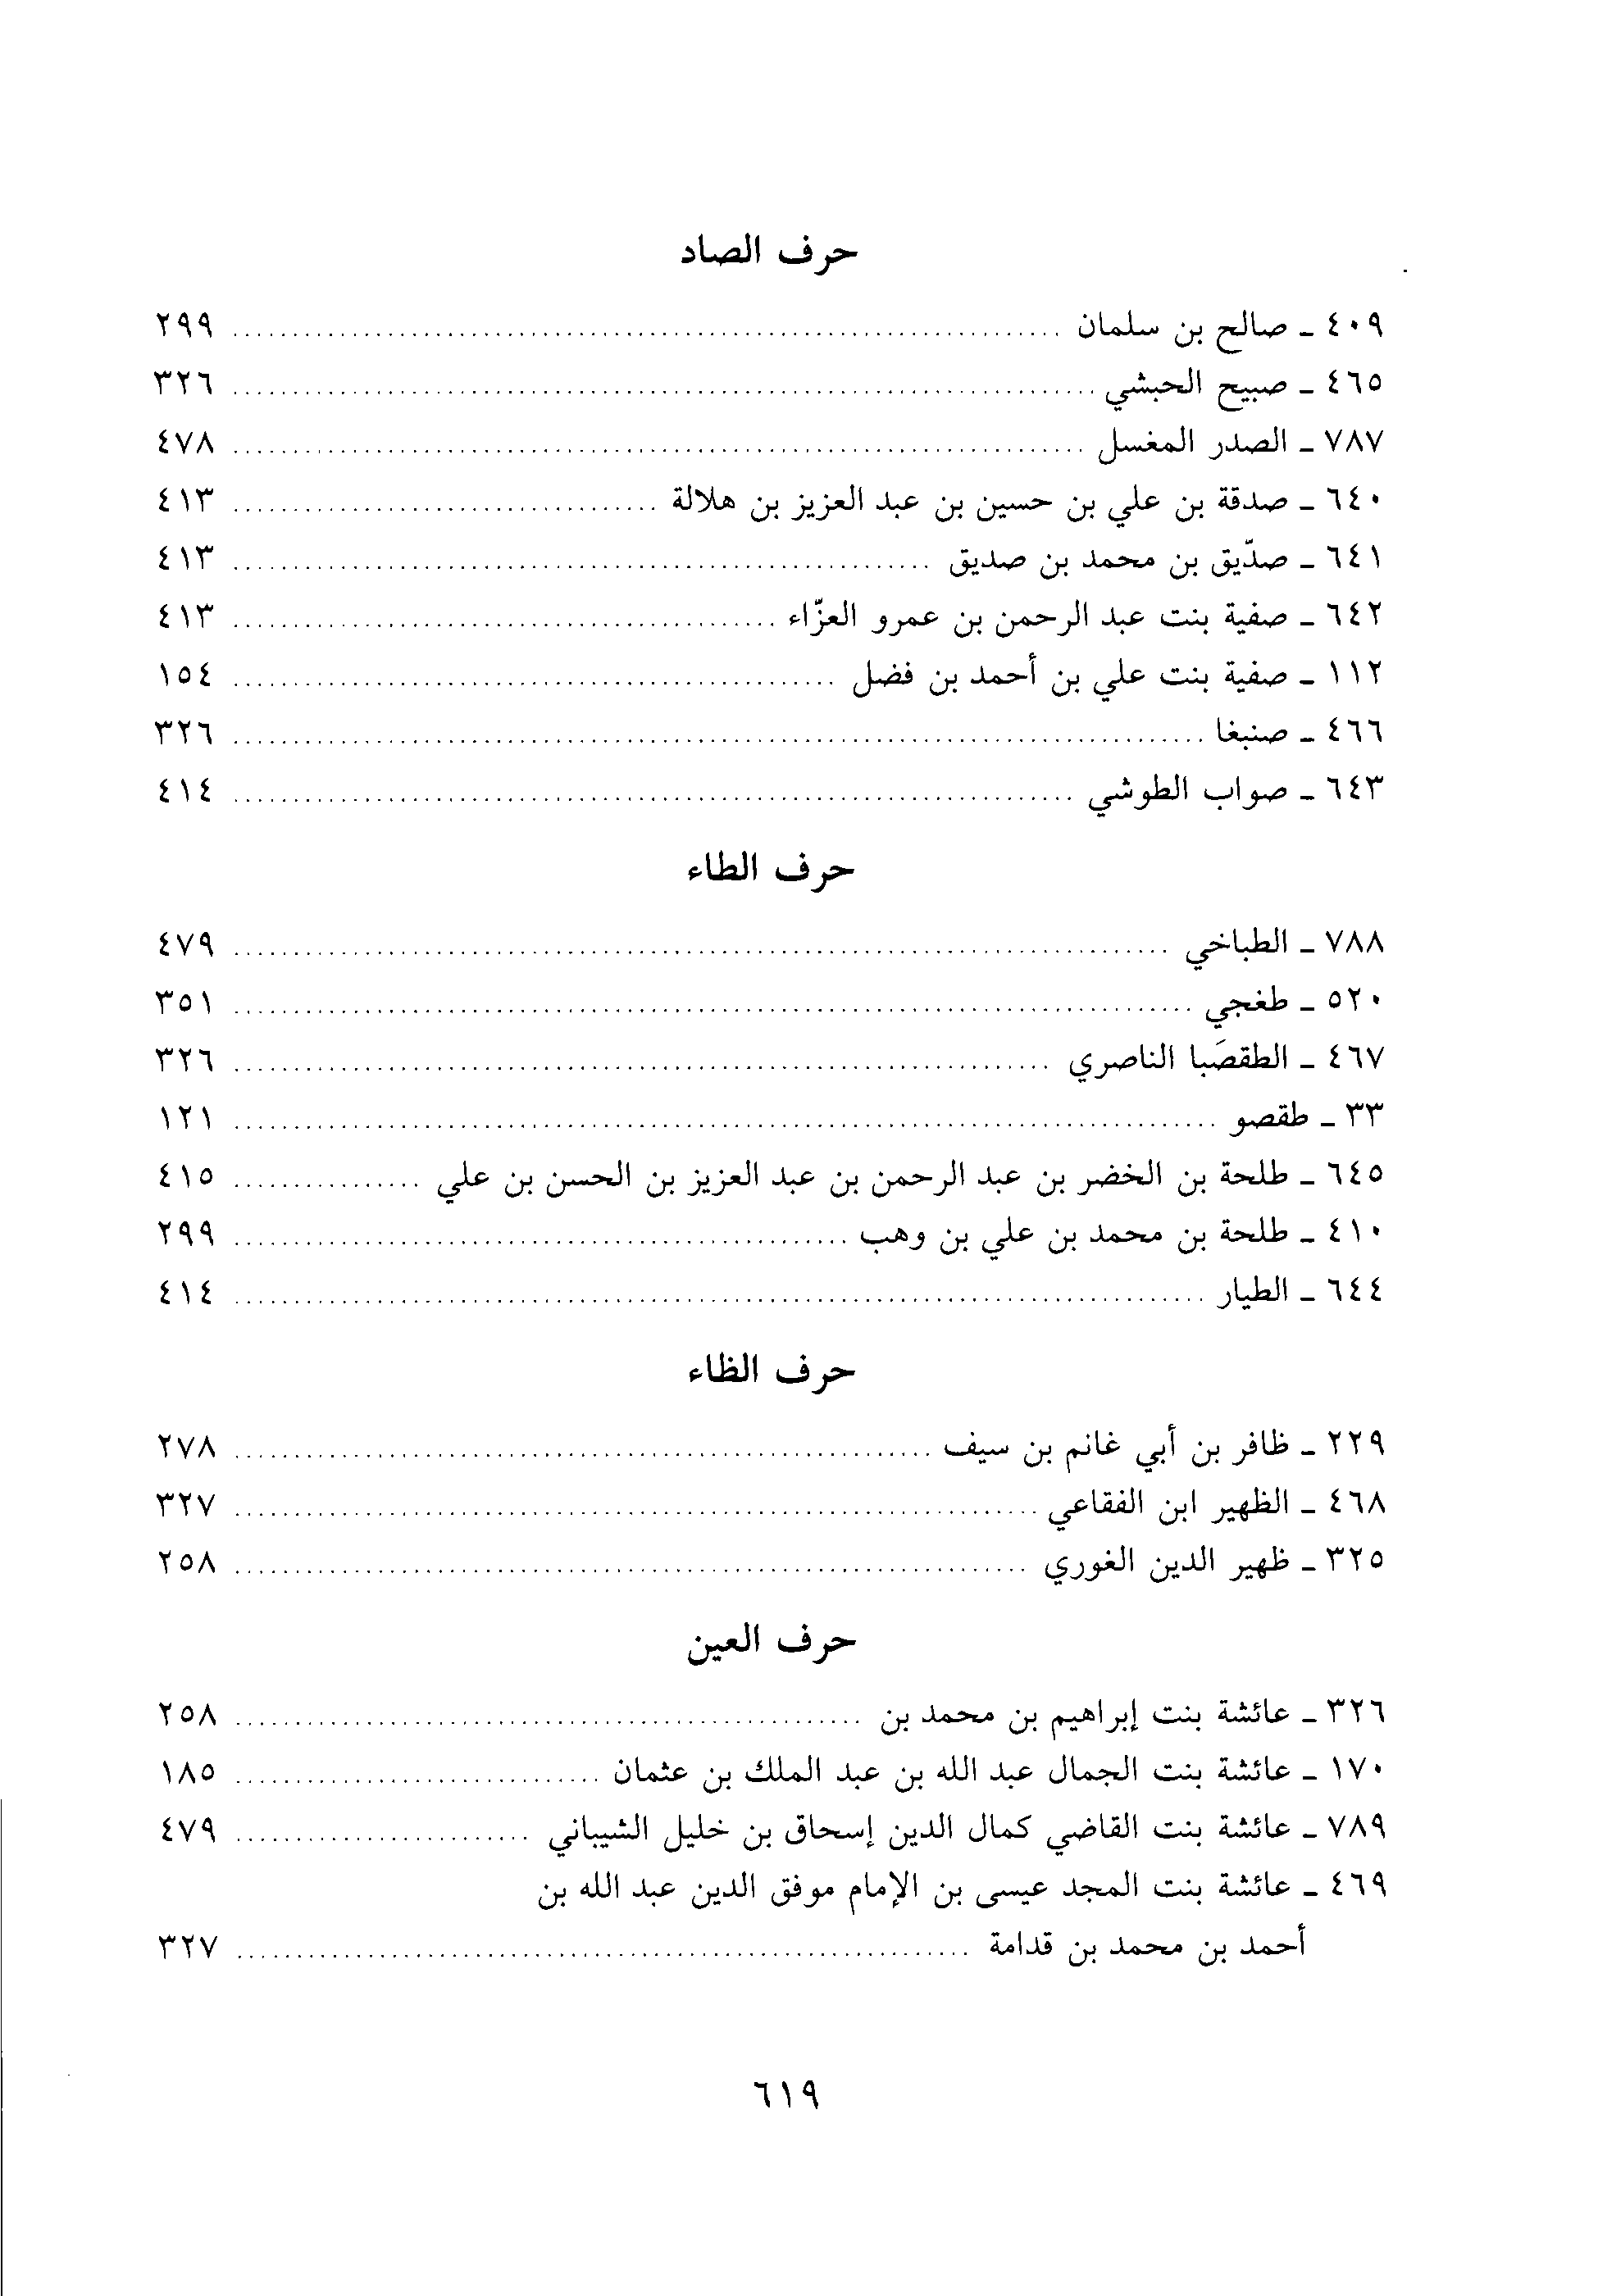 حرف الصاد
٤٠٩ ـ صالح بن سلمان ........ ٢٩٩
٤٦٥ ـ صبيح الحبشي ........ ٣٢٦
٧٨٧ ـ الصدر المغسل ........ ٤٧٨
٦٤٠ ـ صدقة بن علي بن حسين بن عبد العزيز بن هلالة ........ ٤١٣
٦٤١ ـ صدّيق بن محمد بن صديق ........ ٤١٣
٦٤٢ ـ صفية بنت عبد الرحمن بن عمرو العزّاء ........ ٤١٣
١١٢ ـ صفية بنت علي بن أحمد بن فضل ........ ١٥٤
٤٦٦ ـ صنبغا ........ ٣٢٦
٦٤٣ ـ صواب الطوشي ........ ٤١٤
حرف الطاء
٧٨٨ ـ الطباخي ........ ٤٧٩
٥٢٠ ـ طغجي ........ ٣٥١
٤٦٧ ـ الطقصَبا الناصري ........ ٣٢٦
٣٣ ـ طقصو ........ ١٢١
٦٤٥ ـ طلحة بن الخضر بن عبد الرحمن بن عبد العزيز بن الحسن بن علي ........ ٤١٥
٤١٠ ـ طلحة بن محمد بن علي بن وهب ........ ٢٩٩
٦٤٤ ـ الطيار ........ ٤١٤
حرف الظاء
٢٢٩ ـ ظافر بن أبي غانم بن سيف ........ ٢٧٨
٤٦٨ ـ الظهير ابن الفقاعي ........ ٣٢٧
٣٢٥ ـ ظهير الدين الغوري ........ ٢٥٨
حرف العين
٣٢٦ ـ عائشة بنت إبراهيم بن محمد بن ........ ٢٥٨
١٧٠ ـ عائشة بنت الجمال عبد الله بن عبد الملك بن عثمان ........ ١٨٥
٧٨٩ ـ عائشة بنت القاضي كمال الدين إسحاق بن خليل الشيباني ........ ٤٧٩
٤٦٩ ـ عائشة بنت المجد عيسى بن الإمام موفق الدين عبد الله بن
أحمد بن محمد بن قدامة ........ ٣٢٧
٦١٩